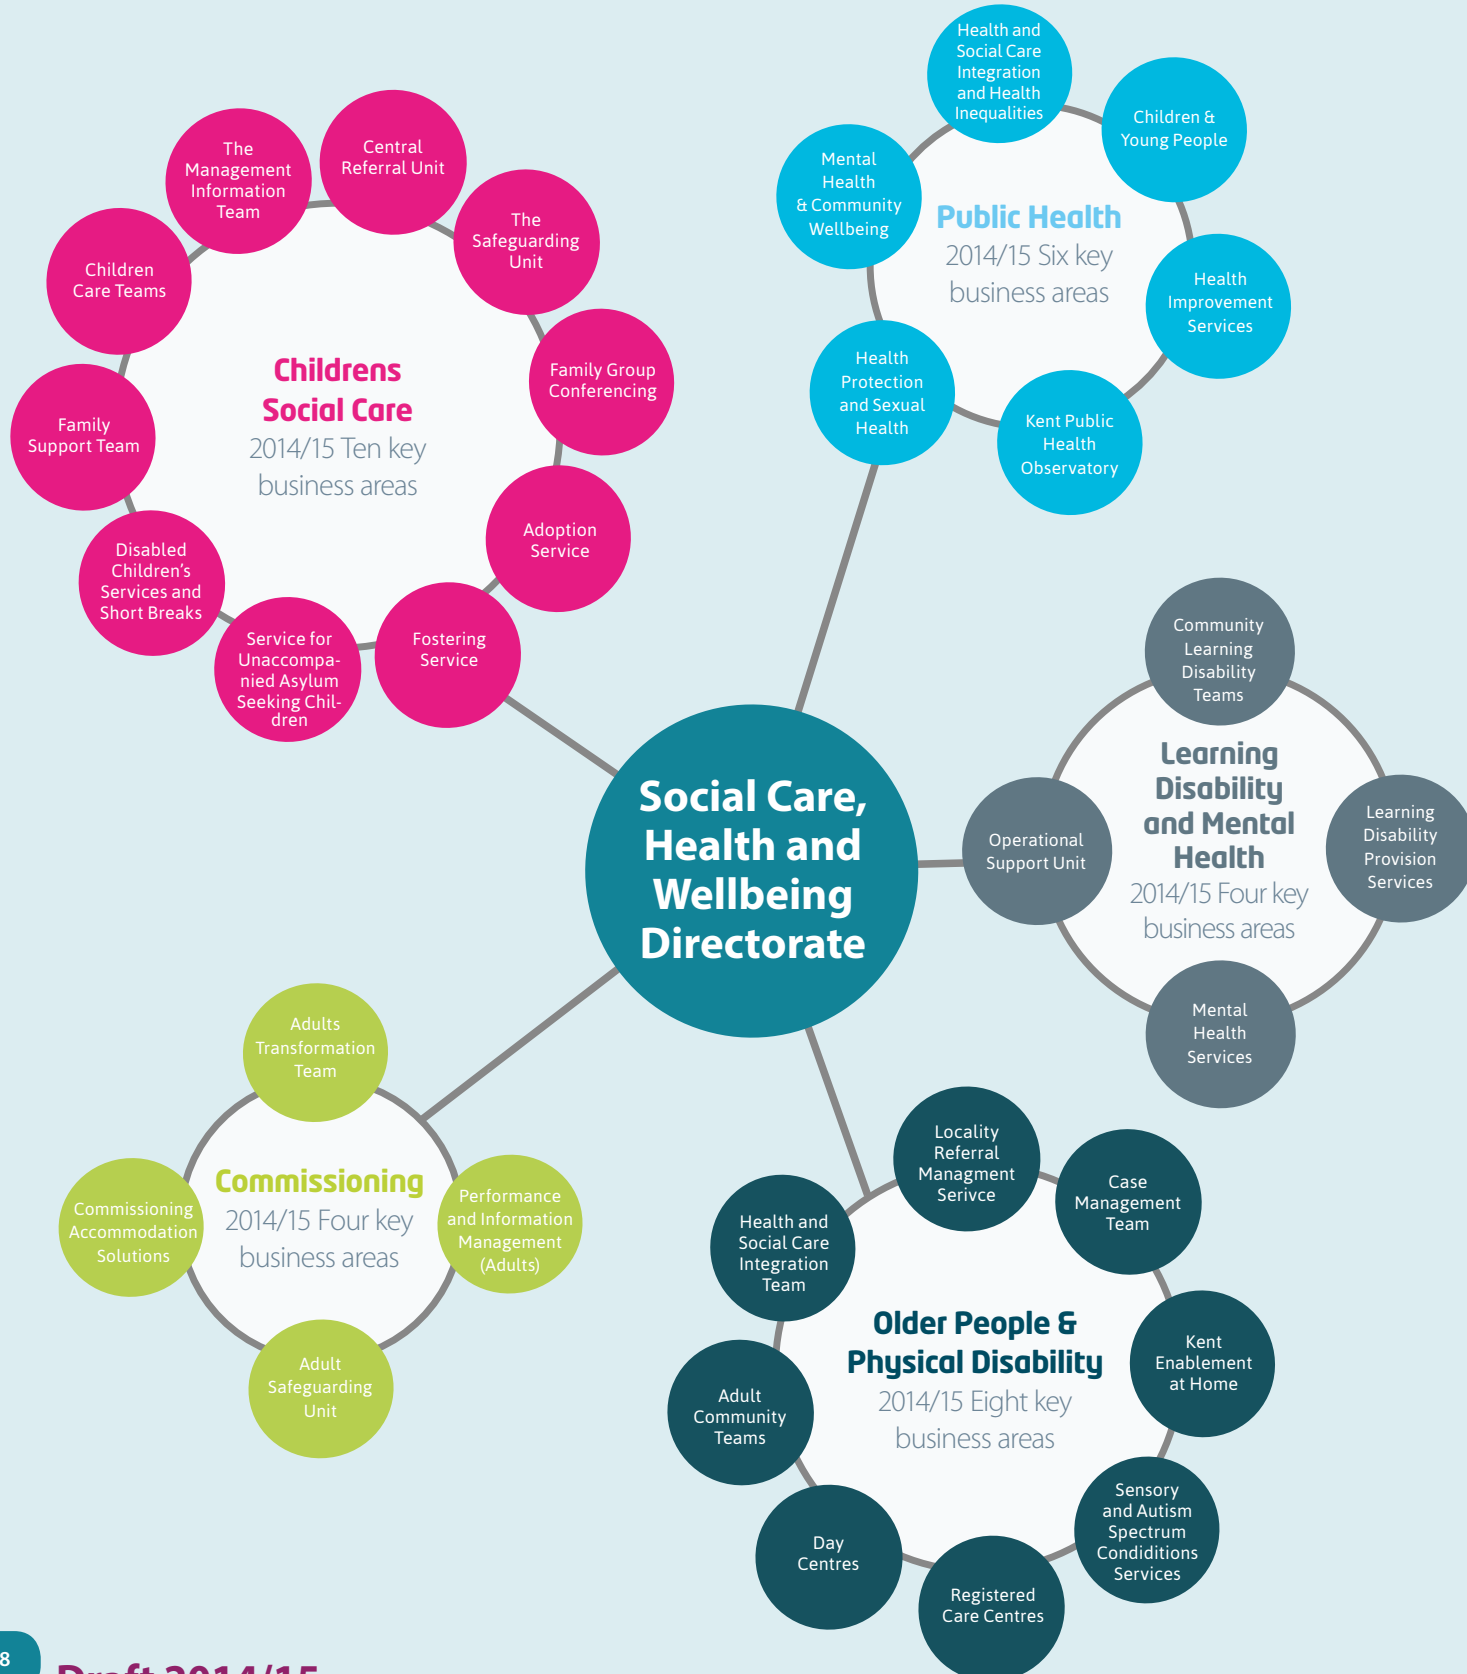 Health and
Social Care
Integration
and Health
Inequalities
Children &
Young People
Mental
Health
& Community
Wellbeing
Public Health
2014/15 Six key
business areas
Health
Improvement
Services
Health
Protection
and Sexual
Health
Kent Public
Health
Observatory
The
Management
Information
Team
Central
Referral Unit
The
Safeguarding
Unit
Children
Care Teams
Family Group
Conferencing
Childrens
Social Care
2014/15 Ten key
business areas
Family
Support Team
Adoption
Service
Disabled
Children’s
Services and
Short Breaks
Service for
Unaccompa-
nied Asylum
Seeking Chil-
dren
Fostering
Service
Social Care,
Health and
Wellbeing
Directorate
Community
Learning
Disability
Teams
Learning
Disability
and Mental
Health
2014/15 Four key
business areas
Operational
Support Unit
Learning
Disability
Provision
Services
Mental
Health
Services
Adults
Transformation
Team
Commissioning
2014/15 Four key
business areas
Commissioning
Accommodation
Solutions
Performance
and Information
Management
(Adults)
Adult
Safeguarding
Unit
Locality
Referral
Managment
Serivce
Case
Management
Team
Health and
Social Care
Integration
Team
Older People &
Physical Disability
2014/15 Eight key
business areas
Kent
Enablement
at Home
Adult
Community
Teams
Sensory
and Autism
Spectrum
Condiditions
Services
Day
Centres
Registered
Care Centres
8
Draft 2014/15